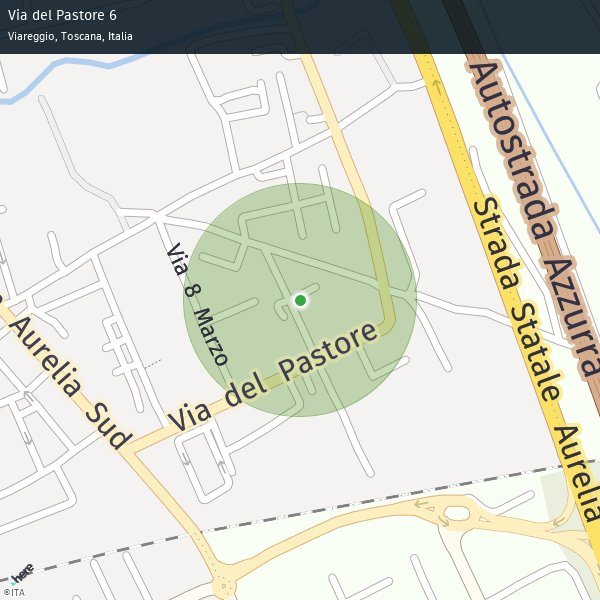 Via del Pastore 6
Viareggio, Toscana, Italia
Autostrada Azzurra
Strada Statale Aurelia
Via 8 Marzo
Aurelia Sud
Via del Pastore
here
©ITA